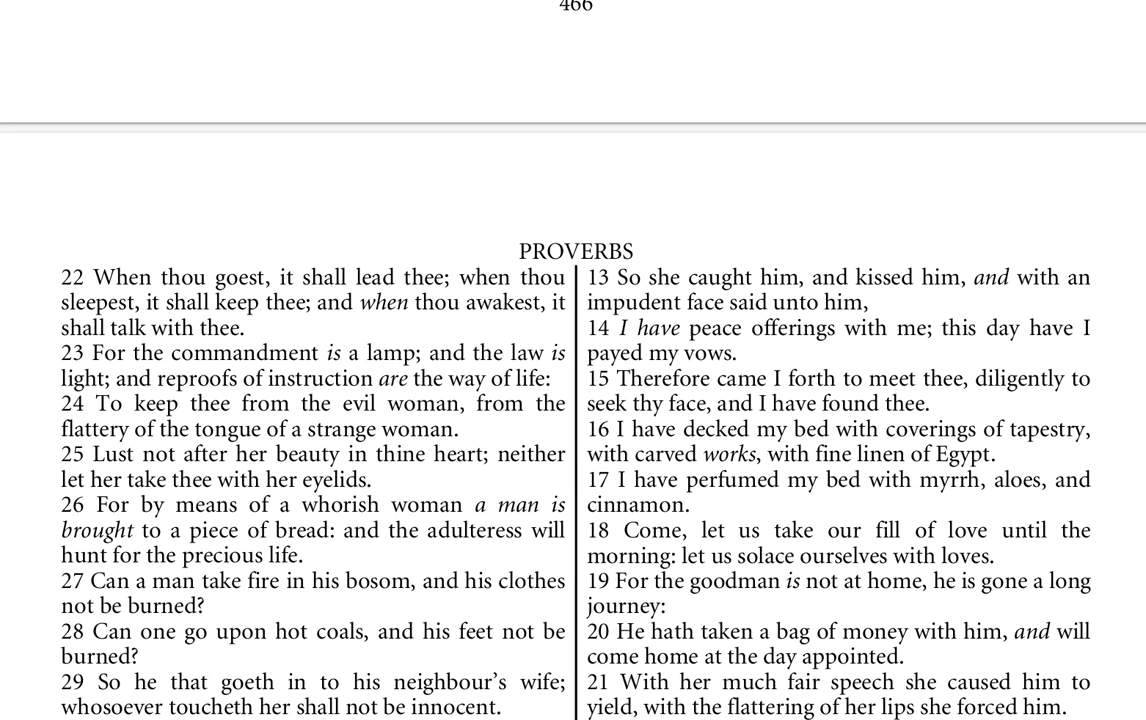 466
PROVERBS
22 When thou goest, it shall lead thee; when thou
sleepest, it shall keep thee; and when thou awakest, it
shall talk with thee.
23 For the commandment is a lamp; and the law is
light; and reproofs of instruction are the way of life:
24 To keep thee from the evil woman, from the
flattery of the tongue of a strange woman.
25 Lust not after her beauty in thine heart; neither
let her take thee with her eyelids.
26 For by means of a whorish woman a man is
brought to a piece of bread: and the adulteress will
hunt for the precious life.
27 Can a man take fire in his bosom, and his clothes
not be burned?
28 Can one go upon hot coals, and his feet not be
burned?
29 So he that goeth in to his neighbour’s wife;
whosoever toucheth her shall not be innocent.
13 So she caught him, and kissed him, and with an
impudent face said unto him,
14 I have peace offerings with me; this day have I
payed my vows.
15 Therefore came I forth to meet thee, diligently to
seek thy face, and I have found thee.
16 I have decked my bed with coverings of tapestry,
with carved works, with fine linen of Egypt.
17 I have perfumed my bed with myrrh, aloes, and
cinnamon.
18 Come, let us take our fill of love until the
morning: let us solace ourselves with loves.
19 For the goodman is not at home, he is gone a long
journey:
20 He hath taken a bag of money with him, and will
come home at the day appointed.
21 With her much fair speech she caused him to
yield, with the flattering of her lips she forced him.